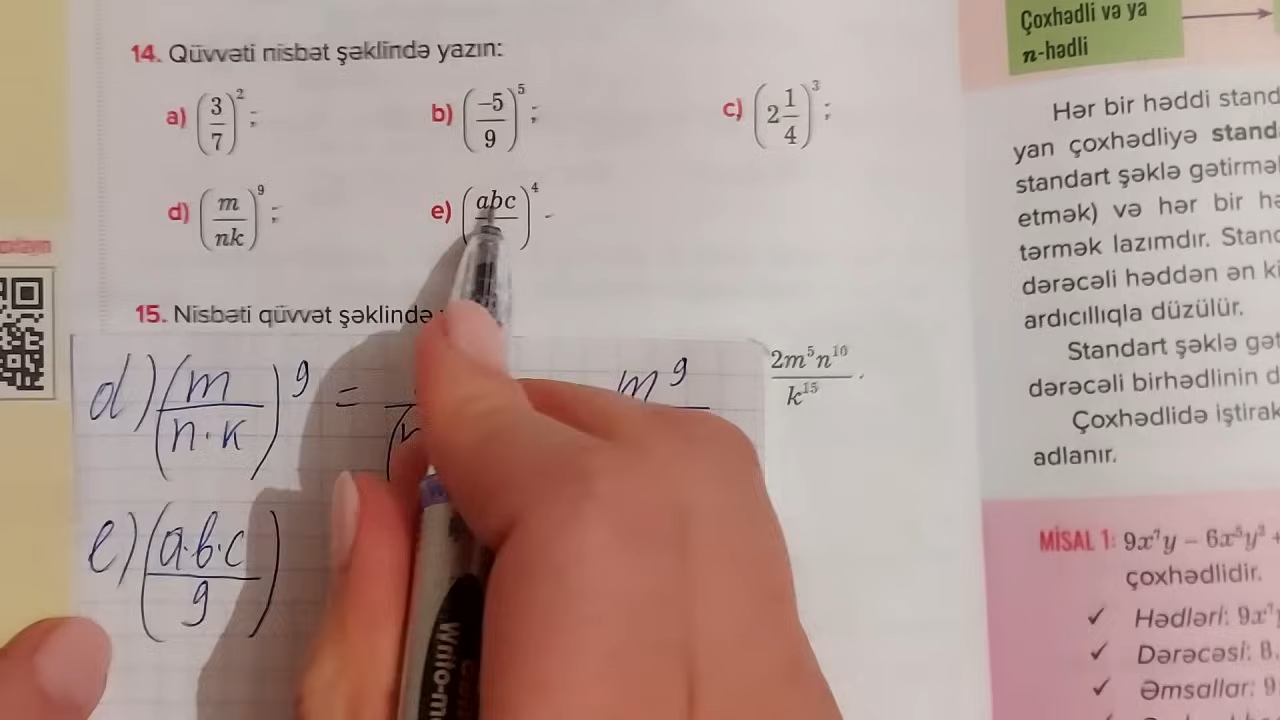 14. Qüvvəti nisbət şəklində yazın:
a) (3/7)²; b) (-5/9)⁵; c) (2 1/4)³;
d) (m/nk)⁹; e) (abc/ )⁴
15. Nisbəti qüvvət şəklində
2m⁵n¹⁰/k¹⁵.
d) (m/n·k)⁹ = m⁹
e) (a·b·c/9)
Çoxhədli və ya
n-hədli
Hər bir həddi stand
yan çoxhədliyə stand
standart şəklə gətirmə
etmək) və hər bir hə
tərmək lazımdır. Stand
dərəcəli həddən ən ki
ardıcıllıqla düzülür.
Standart şəklə gət
dərəcəli birhədlinin d
Çoxhədlidə iştirak
adlanır.
MİSAL 1: 9x⁷y – 6x⁵y² +
çoxhədlidir.
✓ Hədləri: 9x⁷
✓ Dərəcəsi: 8.
✓ Əmsallar: 9